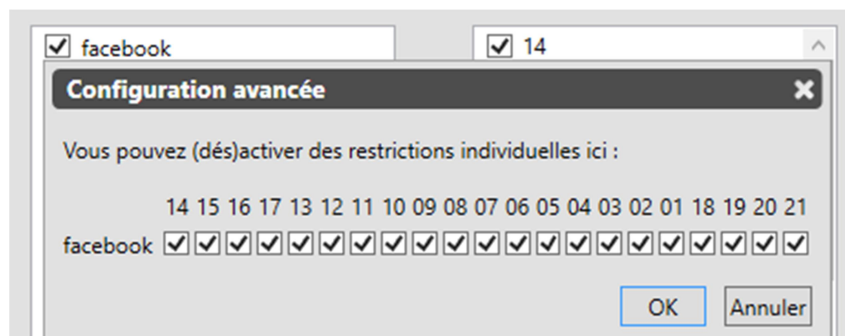 facebook
14
Configuration avancée
Vous pouvez (dés)activer des restrictions individuelles ici :
14 15 16 17 13 12 11 10 09 08 07 06 05 04 03 02 01 18 19 20 21
facebook
OK Annuler